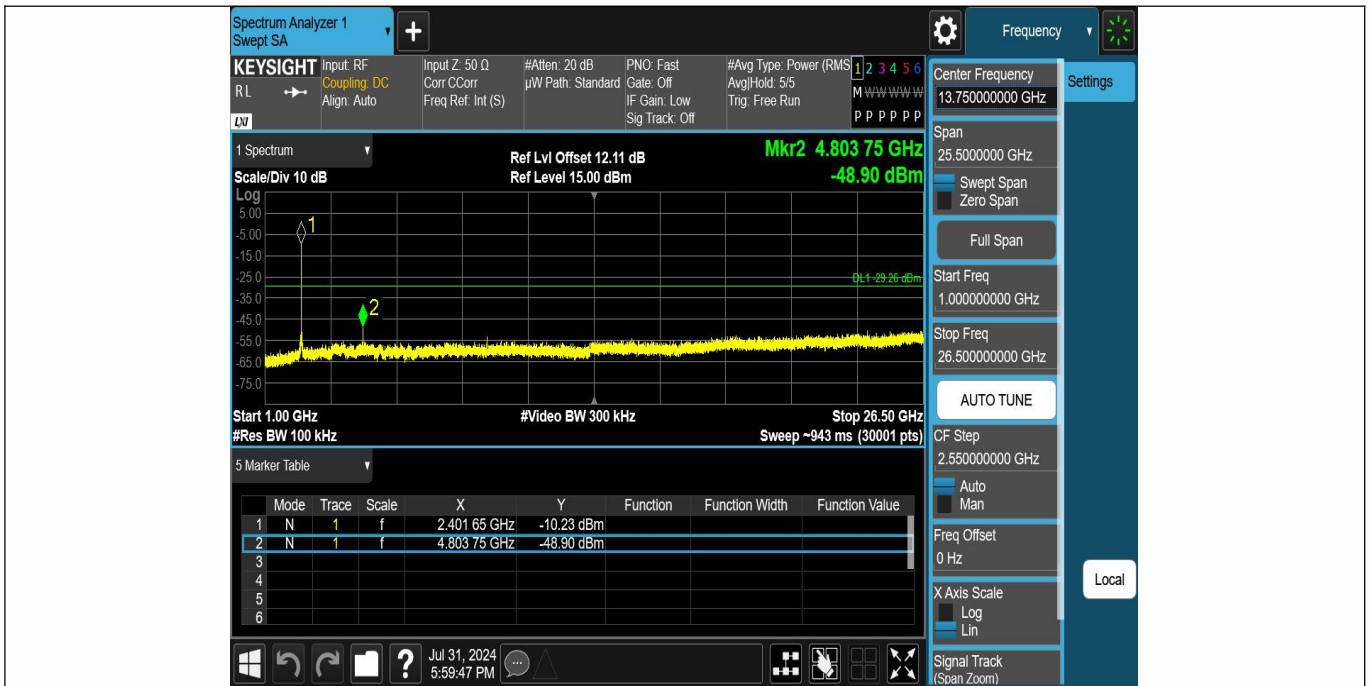 Spectrum Analyzer 1
Swept SA
+
Frequency
KEYSIGHT Input: RF Input Z: 50 Ω #Atten: 20 dB PNO: Fast #Avg Type: Power (RMS 1 2 3 4 5 6
RL Coupling: DC Corr CCorr µW Path: Standard Gate: Off Avg|Hold: 5/5 M W W W W W
Align: Auto Freq Ref: Int (S) IF Gain: Low Trig: Free Run
LXI Sig Track: Off P P P P P P
1 Spectrum
Ref Lvl Offset 12.11 dB Mkr2 4.803 75 GHz
Scale/Div 10 dB Ref Level 15.00 dBm -48.90 dBm
Log
5.00
1
-5.00
-15.0
-25.0
DL1 -29.26 dBm
-35.0
2
-45.0
-55.0
-65.0
-75.0
Start 1.00 GHz #Video BW 300 kHz Stop 26.50 GHz
#Res BW 100 kHz Sweep ~943 ms (30001 pts)
5 Marker Table
Mode Trace Scale X Y Function Function Width Function Value
1 N 1 f 2.401 65 GHz -10.23 dBm
2 N 1 f 4.803 75 GHz -48.90 dBm
3
4
5
6
?
Jul 31, 2024
5:59:47 PM
Center Frequency
13.750000000 GHz
Settings
Span
25.5000000 GHz
Swept Span
Zero Span
Full Span
Start Freq
1.000000000 GHz
Stop Freq
26.500000000 GHz
AUTO TUNE
CF Step
2.550000000 GHz
Auto
Man
Freq Offset
0 Hz
Local
X Axis Scale
Log
Lin
Signal Track
(Span Zoom)